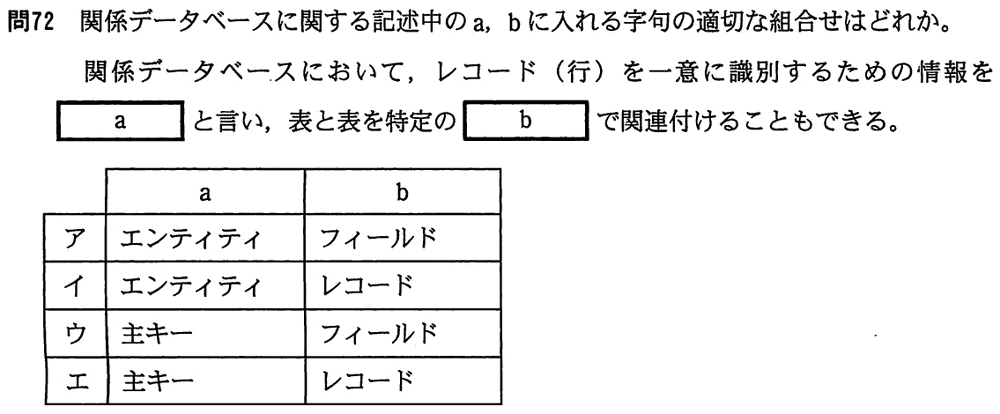 問72 関係データベースに関する記述中のa，bに入れる字句の適切な組合せはどれか。
関係データベースにおいて，レコード（行）を一意に識別するための情報を
a と言い，表と表を特定の b で関連付けることもできる。
a b
ア エンティティ フィールド
イ エンティティ レコード
ウ 主キー フィールド
エ 主キー レコード